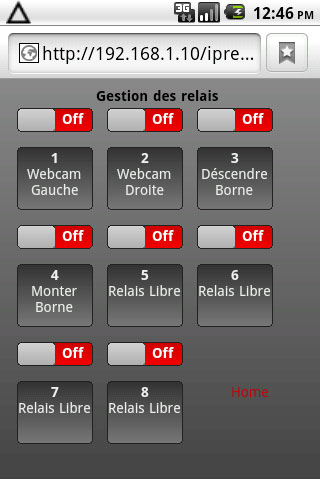 3G
12:46 PM
http://192.168.1.10/ipre...
Gestion des relais
Off Off Off
1 2 3
Webcam Webcam Déscendre
Gauche Droite Borne
Off Off Off
4 5 6
Monter Relais Libre Relais Libre
Borne
Off Off
7 8 Home
Relais Libre Relais Libre